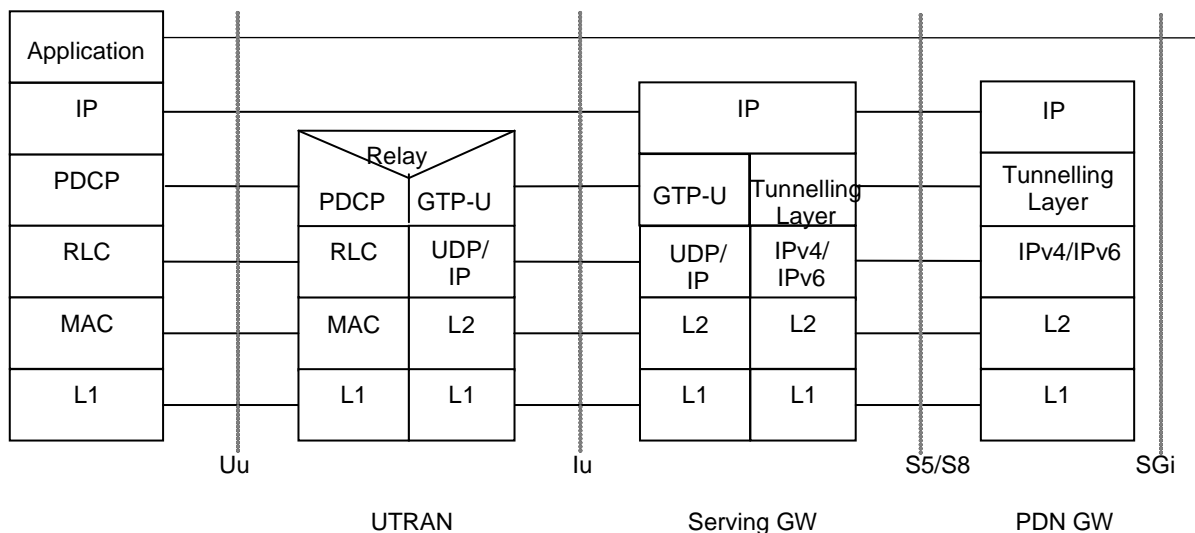 Application
IP
IP
IP
Relay
PDCP
PDCP
GTP-U
GTP-U
Tunnelling
Layer
Tunnelling
Layer
RLC
RLC
UDP/
IP
UDP/
IP
IPv4/
IPv6
IPv4/IPv6
MAC
MAC
L2
L2
L2
L2
L1
L1
L1
L1
L1
L1
Uu
Iu
S5/S8
SGi
UTRAN
Serving GW
PDN GW